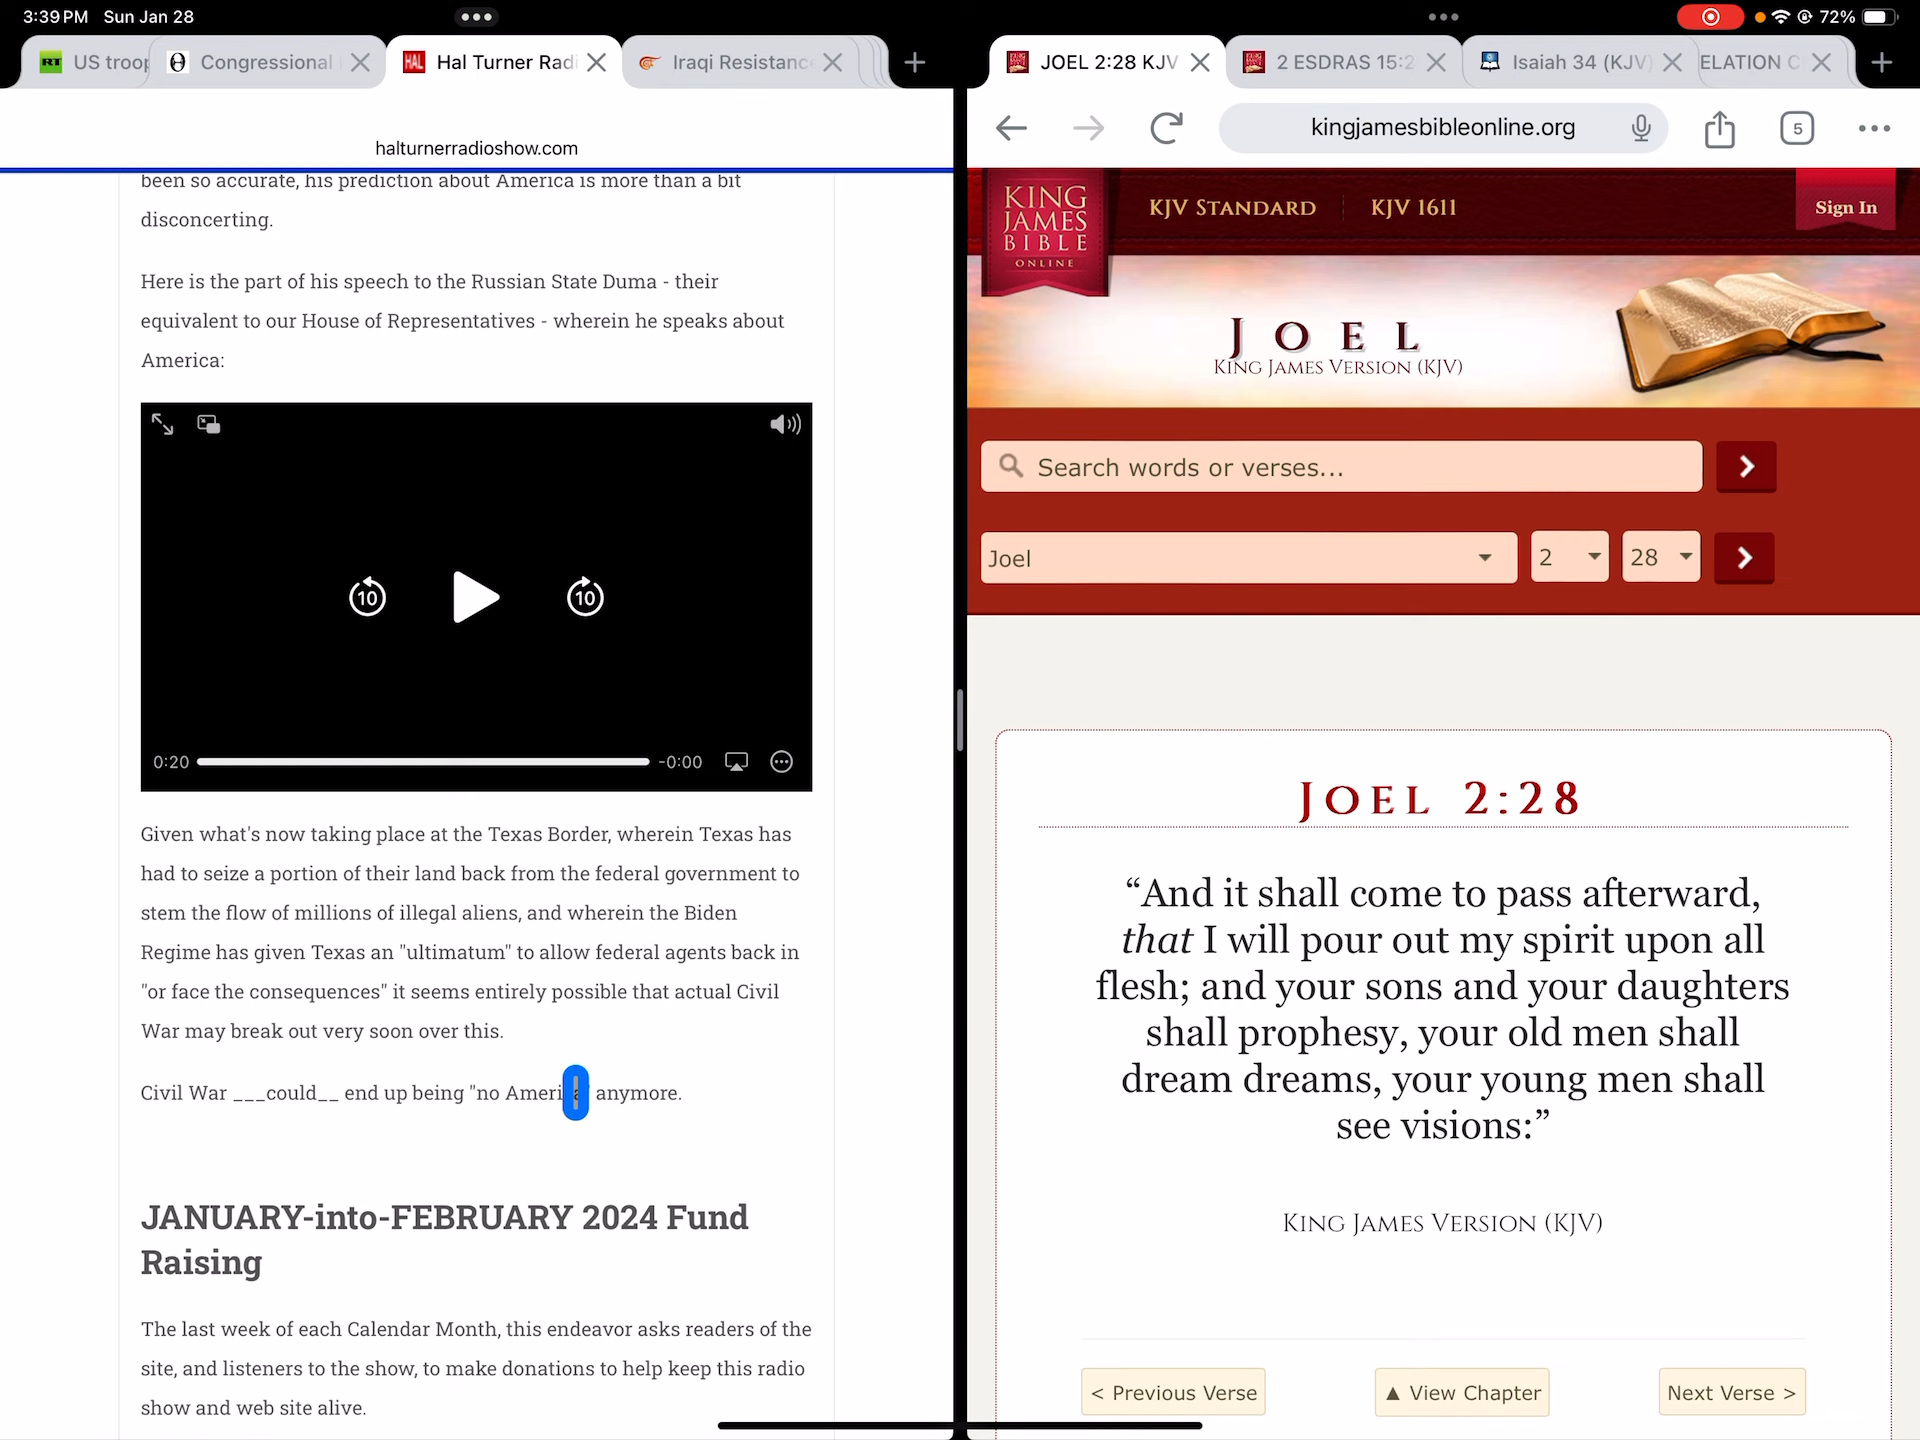 3:39 PM Sun Jan 28
72%
RT US troop
Congressional
HAL Hal Turner Rad
Iraqi Resistance
halturnerradioshow.com
been so accurate, his prediction about America is more than a bit
disconcerting.
Here is the part of his speech to the Russian State Duma - their
equivalent to our House of Representatives - wherein he speaks about
America:
10
10
0:20
-0:00
Given what's now taking place at the Texas Border, wherein Texas has
had to seize a portion of their land back from the federal government to
stem the flow of millions of illegal aliens, and wherein the Biden
Regime has given Texas an "ultimatum" to allow federal agents back in
"or face the consequences" it seems entirely possible that actual Civil
War may break out very soon over this.
Civil War ___could__ end up being "no Ameri anymore.
JANUARY-into-FEBRUARY 2024 Fund
Raising
The last week of each Calendar Month, this endeavor asks readers of the
site, and listeners to the show, to make donations to help keep this radio
show and web site alive.
JOEL 2:28 KJV
2 ESDRAS 15:2
Isaiah 34 (KJV)
ELATION C
kingjamesbibleonline.org
5
KING
JAMES
BIBLE
ONLINE
KJV STANDARD
KJV 1611
Sign In
JOEL
KING JAMES VERSION (KJV)
Search words or verses...
Joel
2
28
JOEL 2:28
“And it shall come to pass afterward,
that I will pour out my spirit upon all
flesh; and your sons and your daughters
shall prophesy, your old men shall
dream dreams, your young men shall
see visions:”
KING JAMES VERSION (KJV)
< Previous Verse
▲ View Chapter
Next Verse >